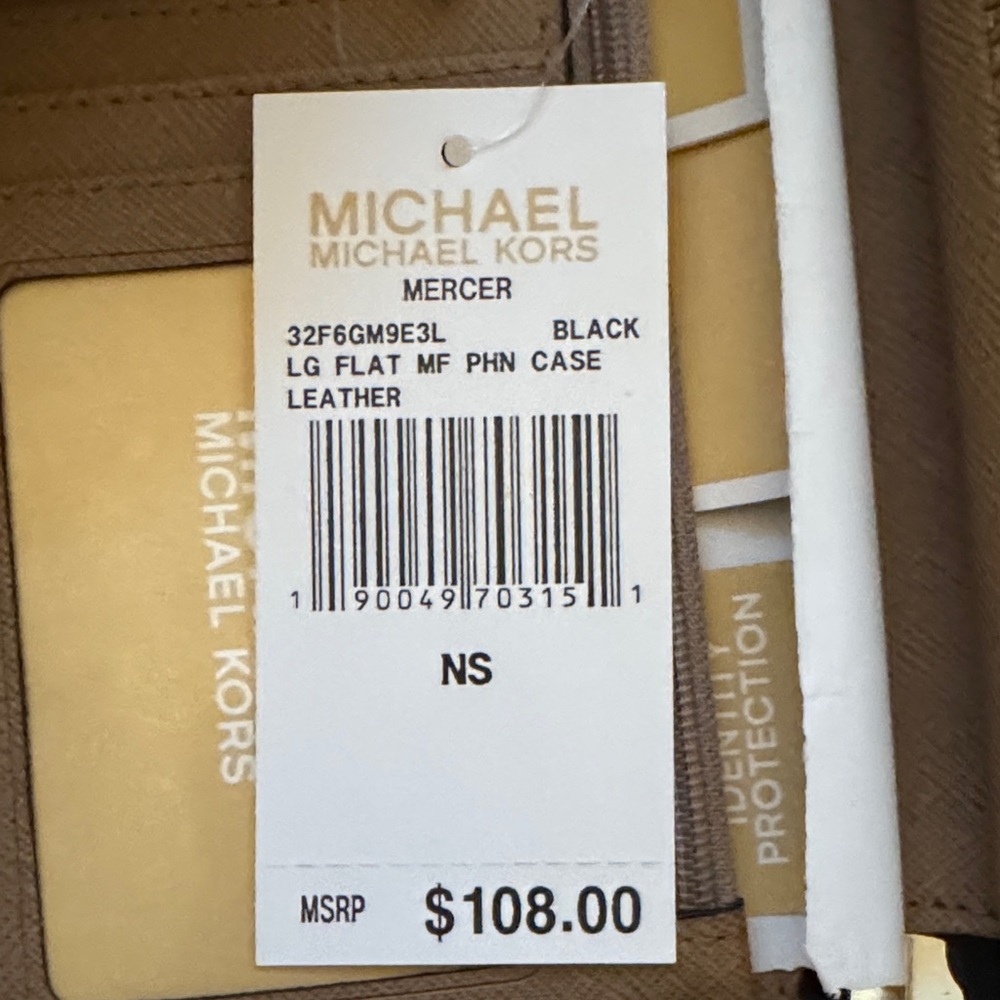 MICHAEL
MICHAEL KORS
MERCER
32F6GM9E3L BLACK
LG FLAT MF PHN CASE
LEATHER
1 90049 70315 1
NS
MSRP $108.00
MICHAEL KORS
IDENTITY
PROTECTION